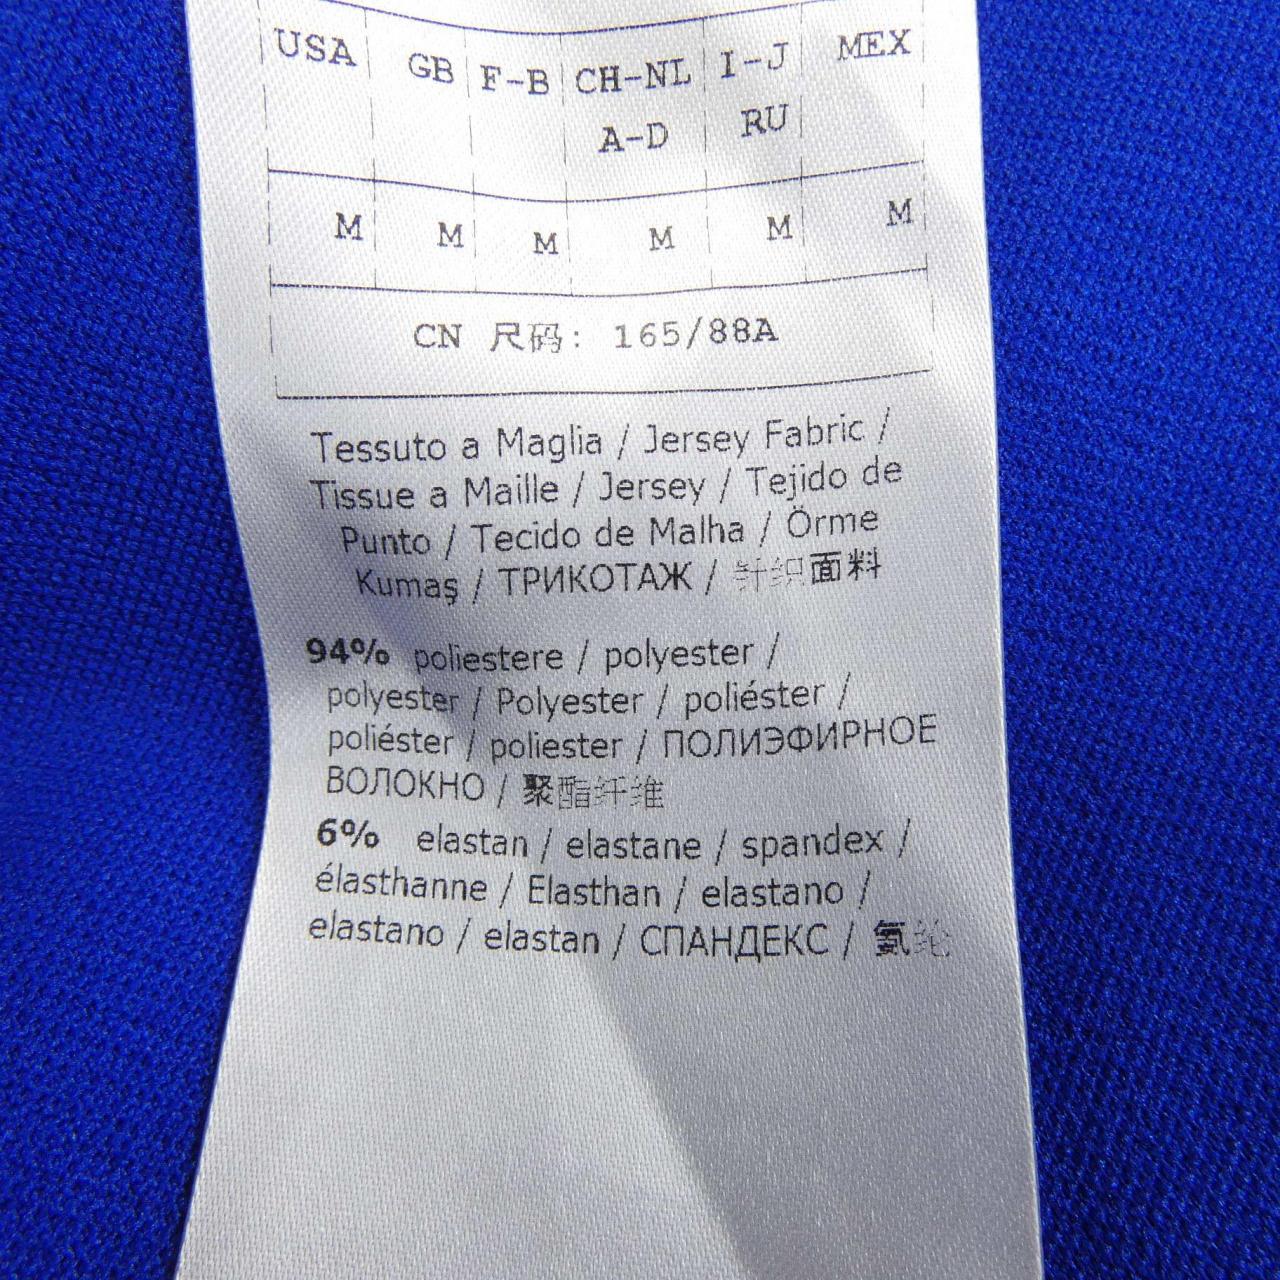 USA GB F-B CH-NL I-J MEX
A-D RU
M M M M M M
CN 尺码: 165/88A
Tessuto a Maglia / Jersey Fabric /
Tissue a Maille / Jersey / Tejido de
Punto / Tecido de Malha / Örme
Kumaş / ТРИКОТАЖ / 针织面料
94% poliestere / polyester /
polyester / Polyester / poliéster /
poliéster / poliester / ПОЛИЭФИРНОЕ
ВОЛОКНО / 聚酯纤维
6% elastan / elastane / spandex /
élasthanne / Elasthan / elastano /
elastano / elastan / СПАНДЕКС / 氨纶